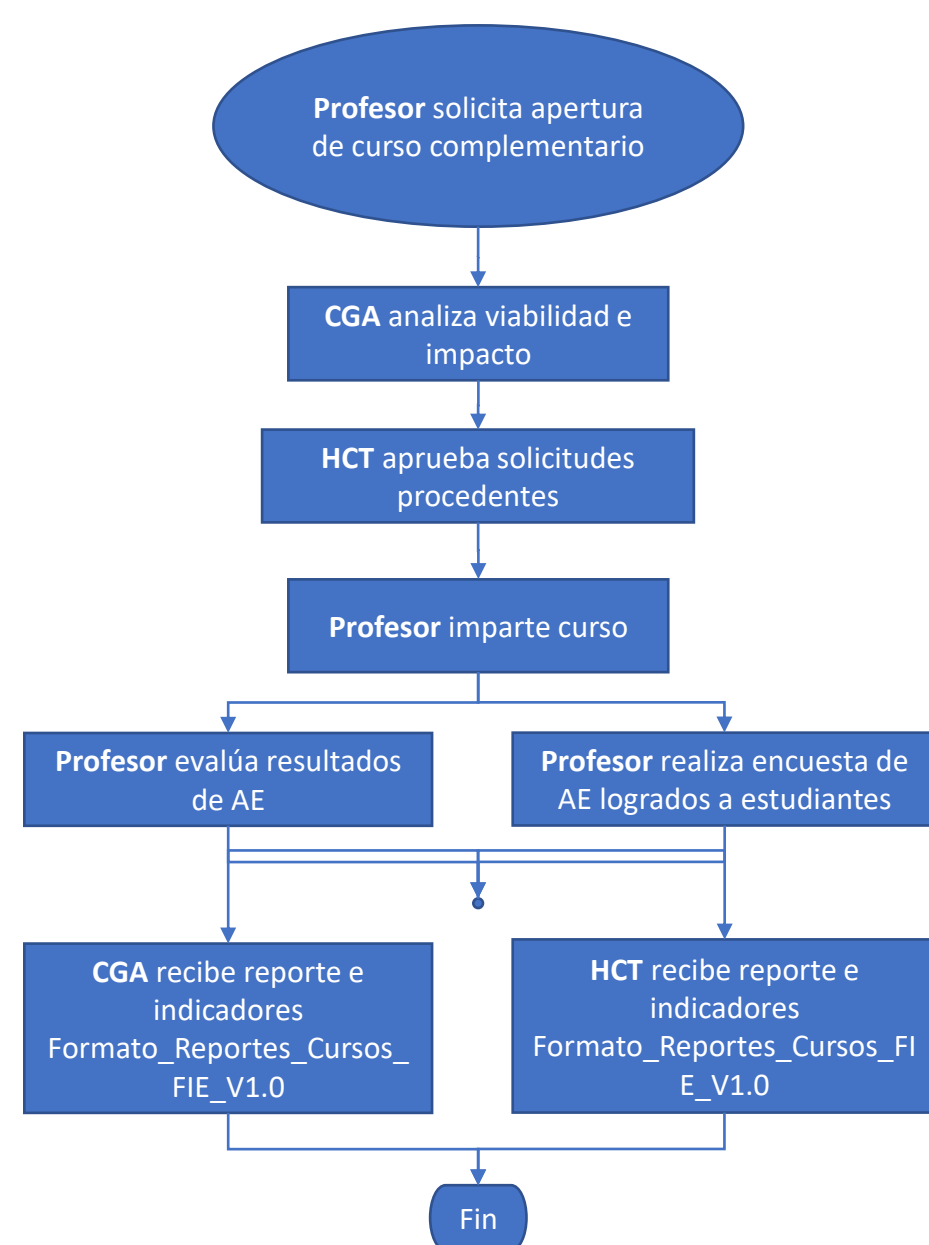 Profesor solicita apertura
de curso complementario
CGA analiza viabilidad e
impacto
HCT aprueba solicitudes
procedentes
Profesor imparte curso
Profesor evalúa resultados
de AE
Profesor realiza encuesta de
AE logrados a estudiantes
CGA recibe reporte e
indicadores
Formato_Reportes_Cursos_
FIE_V1.0
HCT recibe reporte e
indicadores
Formato_Reportes_Cursos_FI
E_V1.0
Fin